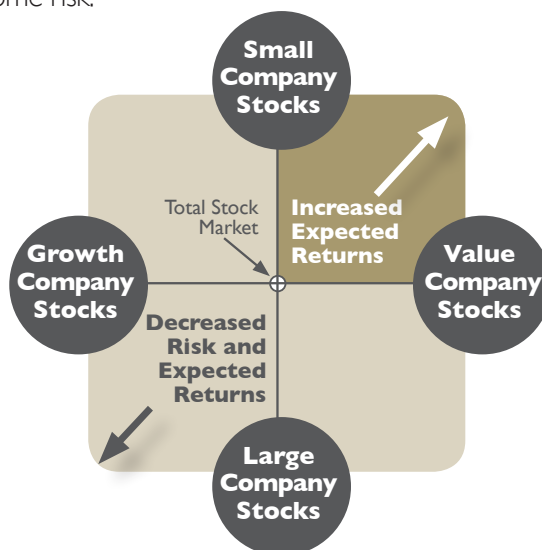 risk.
Small
Company
Stocks
Total Stock
Market
Increased
Expected
Returns
Growth
Company
Stocks
Value
Company
Stocks
Decreased
Risk and
Expected
Returns
Large
Company
Stocks